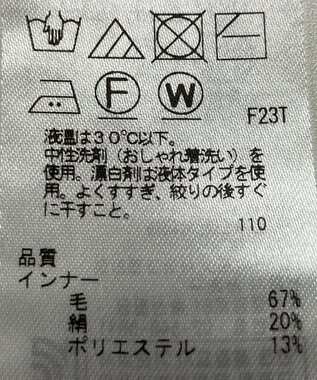 F W
F23T
液温は30℃以下。
中性洗剤（おしゃれ着洗い）を
使用。漂白剤は液体タイプを使
用。よくすすぎ、絞りの後すぐ
に干すこと。
110
品質
インナー
毛 67%
絹 20%
ポリエステル 13%